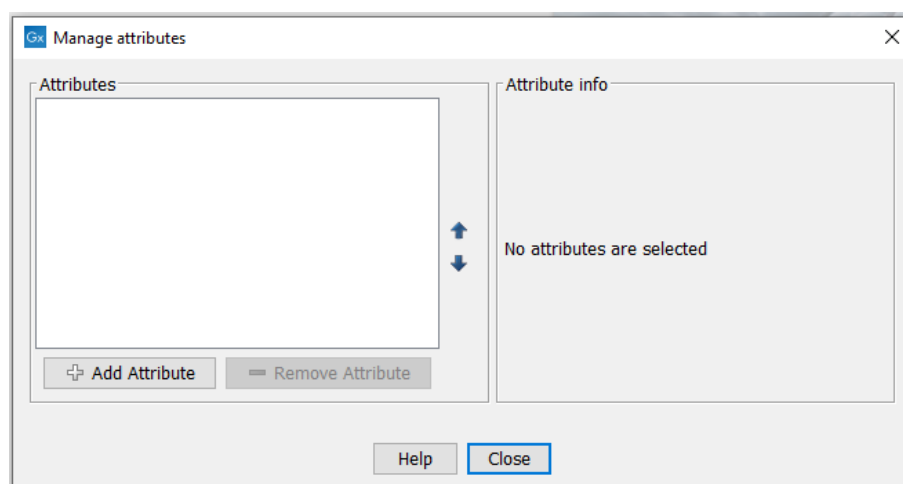 Gx Manage attributes
Attributes
Attribute info
No attributes are selected
Add Attribute
Remove Attribute
Help
Close